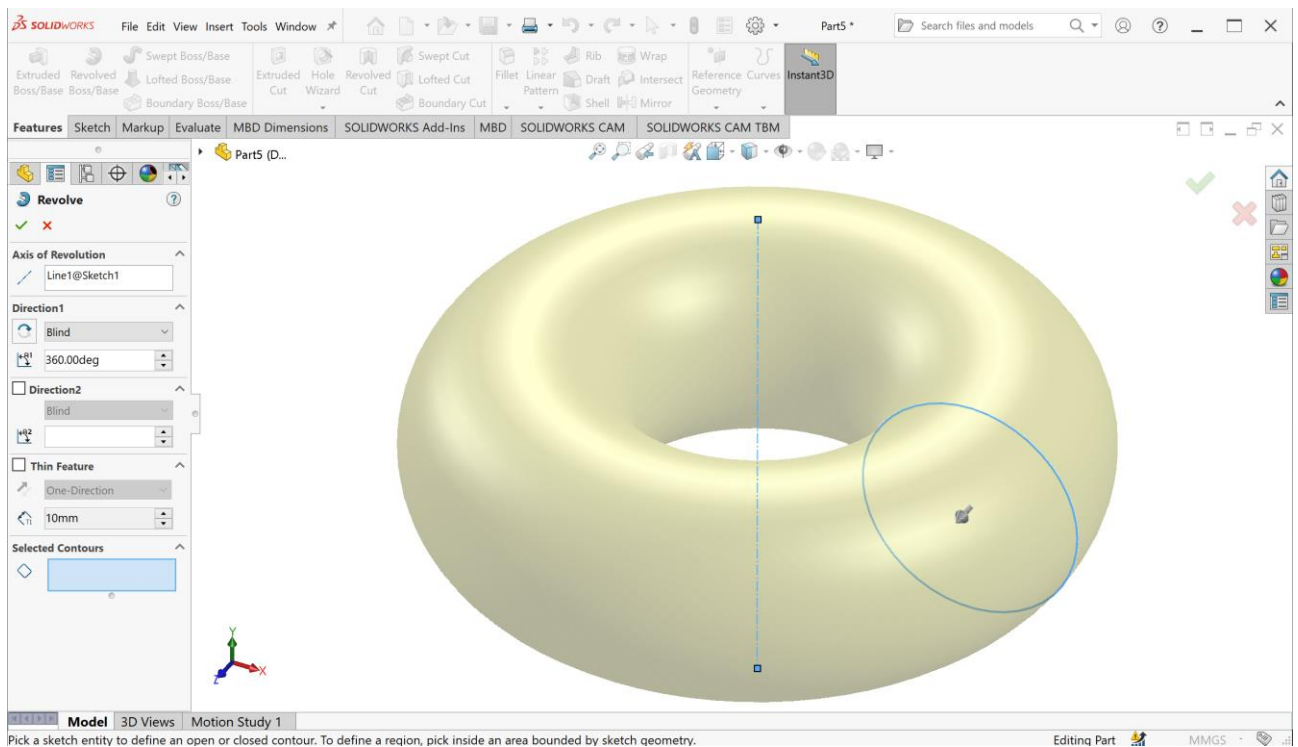 SOLIDWORKS File Edit View Insert Tools Window Part5 * Search files and models
Extruded Boss/Base
Revolved Boss/Base
Swept Boss/Base
Lofted Boss/Base
Boundary Boss/Base
Extruded Cut
Hole Wizard
Revolved Cut
Swept Cut
Lofted Cut
Boundary Cut
Fillet
Linear Pattern
Rib
Draft
Shell
Wrap
Intersect
Mirror
Reference Geometry
Curves
Instant3D
Features Sketch Markup Evaluate MBD Dimensions SOLIDWORKS Add-Ins MBD SOLIDWORKS CAM SOLIDWORKS CAM TBM
Part5 (D...
Revolve
Axis of Revolution
Line1@Sketch1
Direction1
Blind
360.00deg
Direction2
Blind
Thin Feature
One-Direction
10mm
Selected Contours
Y
X
Z
Model 3D Views Motion Study 1
Pick a sketch entity to define an open or closed contour. To define a region, pick inside an area bounded by sketch geometry. Editing Part MMGS